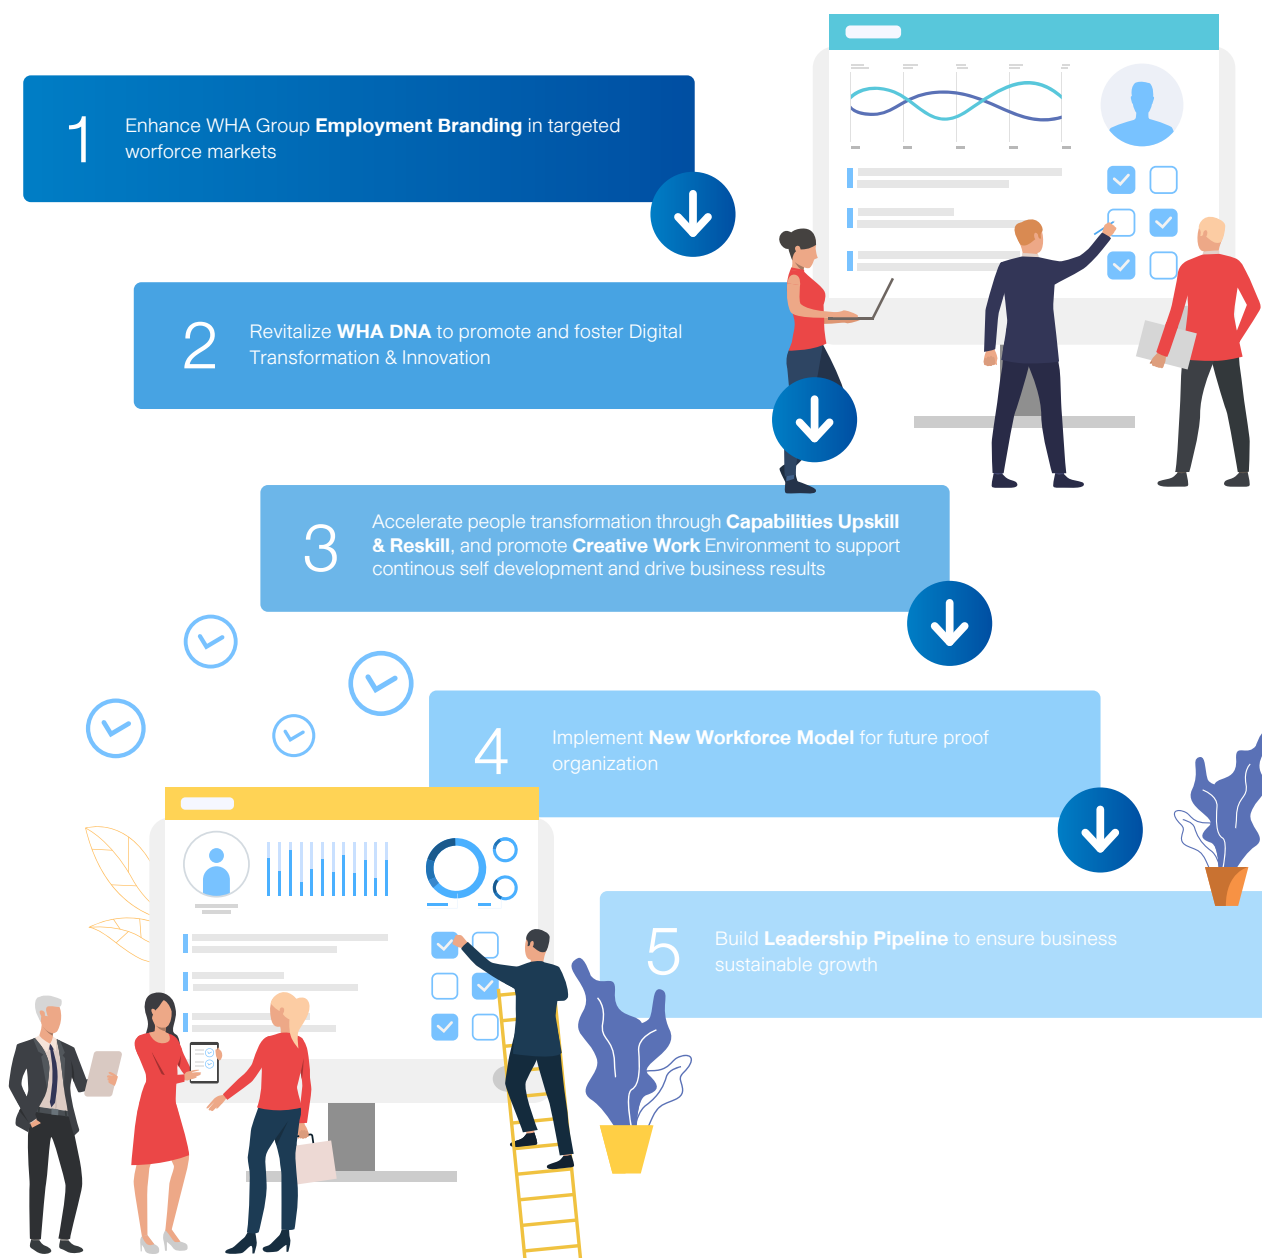 1
Enhance WHA Group Employment Branding in targeted
worforce markets
2
Revitalize WHA DNA to promote and foster Digital
Transformation & Innovation
3
Accelerate people transformation through Capabilities Upskill
& Reskill, and promote Creative Work Environment to support
continous self development and drive business results
4
Implement New Workforce Model for future proof
organization
5
Build Leadership Pipeline to ensure business
sustainable growth